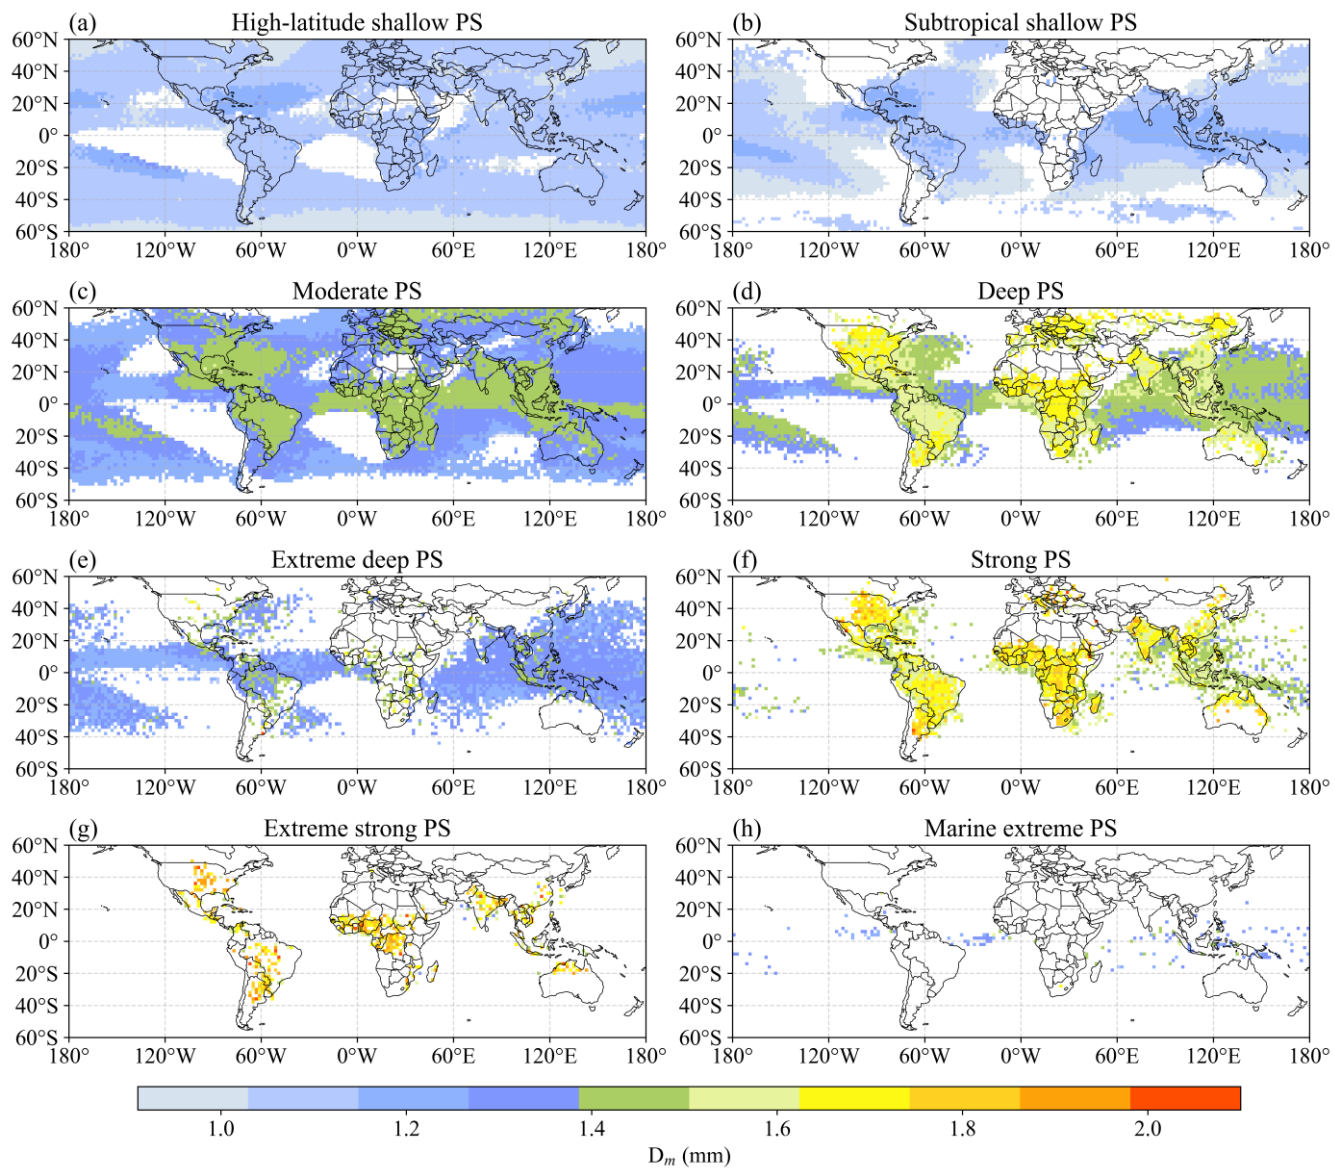 (a) High-latitude shallow PS
60°N
40°N
20°N
0°
20°S
40°S
60°S
180° 120°W 60°W 0°W 60°E 120°E 180°
(b) Subtropical shallow PS
60°N
40°N
20°N
0°
20°S
40°S
60°S
180° 120°W 60°W 0°W 60°E 120°E 180°
(c) Moderate PS
60°N
40°N
20°N
0°
20°S
40°S
60°S
180° 120°W 60°W 0°W 60°E 120°E 180°
(d) Deep PS
60°N
40°N
20°N
0°
20°S
40°S
60°S
180° 120°W 60°W 0°W 60°E 120°E 180°
(e) Extreme deep PS
60°N
40°N
20°N
0°
20°S
40°S
60°S
180° 120°W 60°W 0°W 60°E 120°E 180°
(f) Strong PS
60°N
40°N
20°N
0°
20°S
40°S
60°S
180° 120°W 60°W 0°W 60°E 120°E 180°
(g) Extreme strong PS
60°N
40°N
20°N
0°
20°S
40°S
60°S
180° 120°W 60°W 0°W 60°E 120°E 180°
(h) Marine extreme PS
60°N
40°N
20°N
0°
20°S
40°S
60°S
180° 120°W 60°W 0°W 60°E 120°E 180°
1.0 1.2 1.4 1.6 1.8 2.0
Dm (mm)